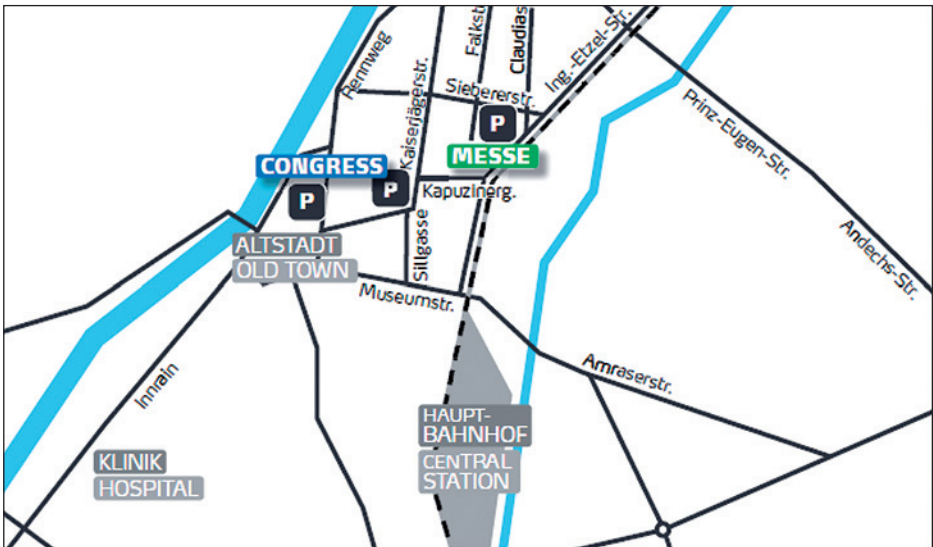 Rennweg
Kaiserjägerstr.
Falkstr
Claudias
Ing.-Etzel-Str.
Siebererstr.
P
MESSE
Prinz-Eugen-Str.
CONGRESS
P
P
Kapuzinerg.
Andechs-Str.
ALTSTADT
OLD TOWN
Sillgasse
Museumstr.
Innrain
Amraserstr.
HAUPT-
BAHNHOF
CENTRAL
STATION
KLINIK
HOSPITAL